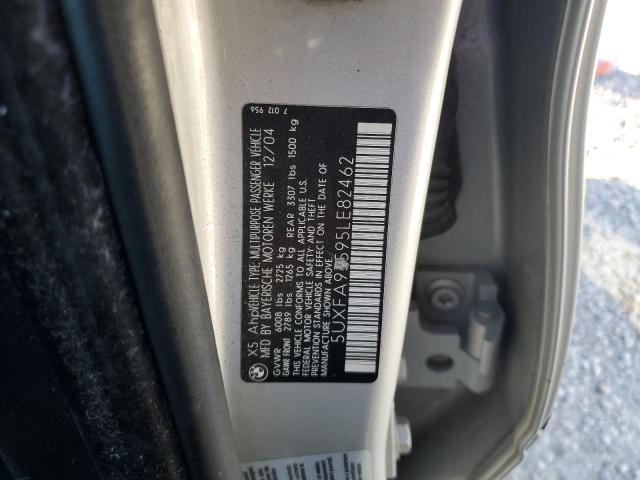 7 012 956
X5 Ahp VEHICLE TYPE: MULTIPURPOSE PASSENGER VEHICLE
MFD BY BAYERISCHE MOTOREN WERKE 12/04
GVWR 6008 lbs 2725 kg
GAWR FRONT 2789 lbs 1265 kg REAR 3307 lbs 1500 kg
THIS VEHICLE CONFORMS TO ALL APPLICABLE U.S.
FEDERAL MOTOR VEHICLE SAFETY AND THEFT
PREVENTION STANDARDS IN EFFECT ON THE DATE OF
MANUFACTURE SHOWN ABOVE